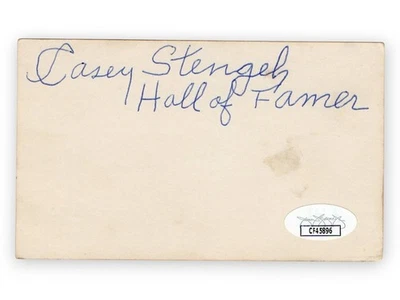 Casey Stengel
Hall of Famer
CF45896